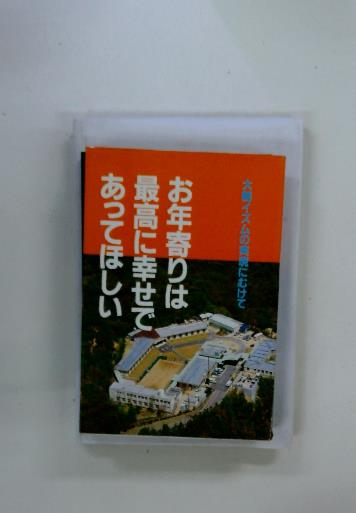 お年寄りは
最高に幸せで
あってほしい
イズムの実現にむけて